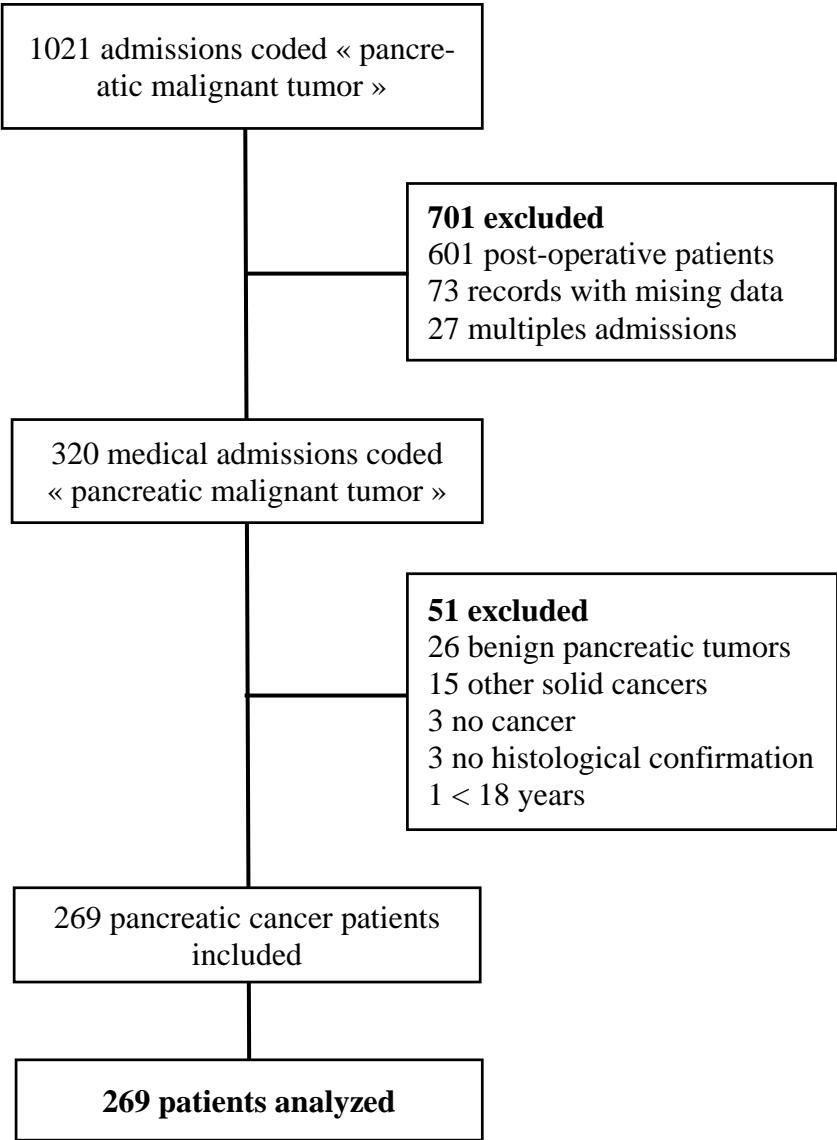 1021 admissions coded « pancre-
atic malignant tumor »
701 excluded
601 post-operative patients
73 records with mising data
27 multiples admissions
320 medical admissions coded
« pancreatic malignant tumor »
51 excluded
26 benign pancreatic tumors
15 other solid cancers
3 no cancer
3 no histological confirmation
1 < 18 years
269 pancreatic cancer patients
included
269 patients analyzed